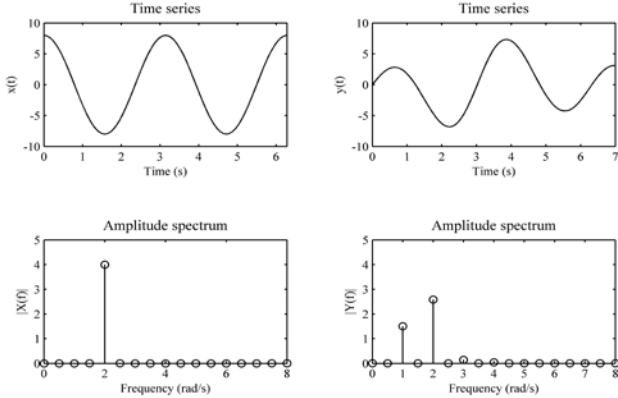 Time series
x(t)
10
5
0
-5
-10
0 1 2 3 4 5 6
Time (s)
Time series
y(t)
10
5
0
-5
-10
0 1 2 3 4 5 6 7
Time (s)
Amplitude spectrum
|X(f)|
5
4
3
2
1
0
0 2 4 6 8
Frequency (rad/s)
Amplitude spectrum
|Y(f)|
5
4
3
2
1
0
0 1 2 3 4 5 6 7 8
Frequency (rad/s)